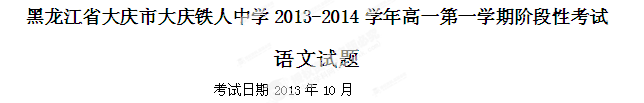 黑龙江省大庆市大庆铁人中学 2013-2014 学年高一第一学期阶段性考试
语文试题
考试日期 2013 年 10 月